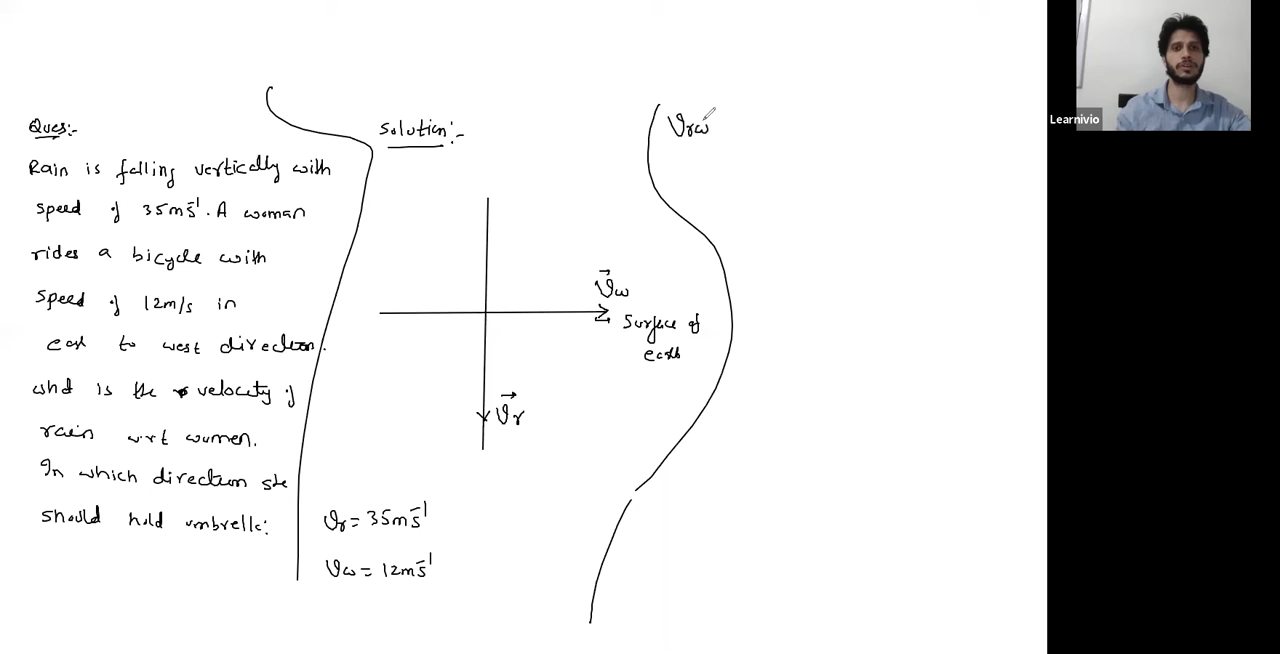 Ques:-
Rain is falling vertically with
speed of 35ms⁻¹. A woman
rides a bicycle with
speed of 12m/s in
east to west direction.
what is the velocity of
rain wrt women.
In which direction she
should hold umbrella:
Solution:-
v⃗w
Surface of
earth
v⃗r
vr = 35ms⁻¹
vw = 12ms⁻¹
vrw
Learnivio